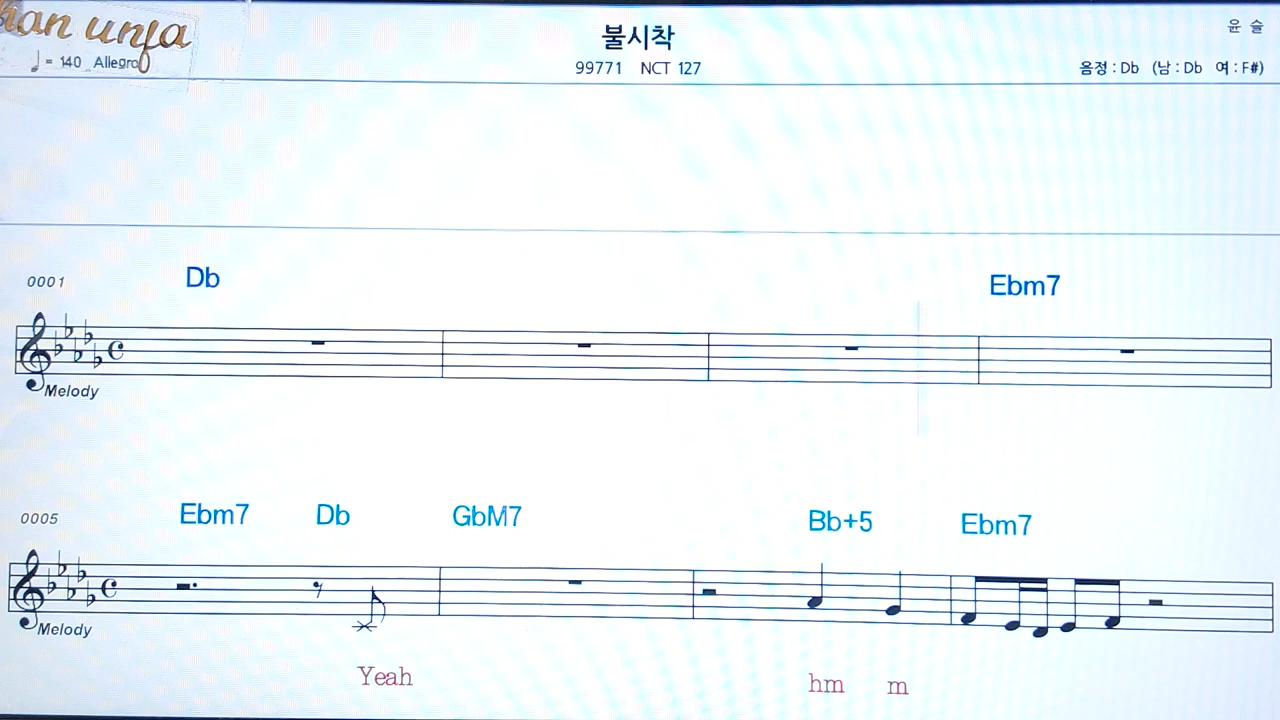 unja
불시착
윤 슬
♩= 140 Allegro
99771 NCT 127
음정 : Db (남 : Db 여 : F#)
0001 Db Ebm7
Melody
0005 Ebm7 Db GbM7 Bb+5 Ebm7
Melody
Yeah hm m